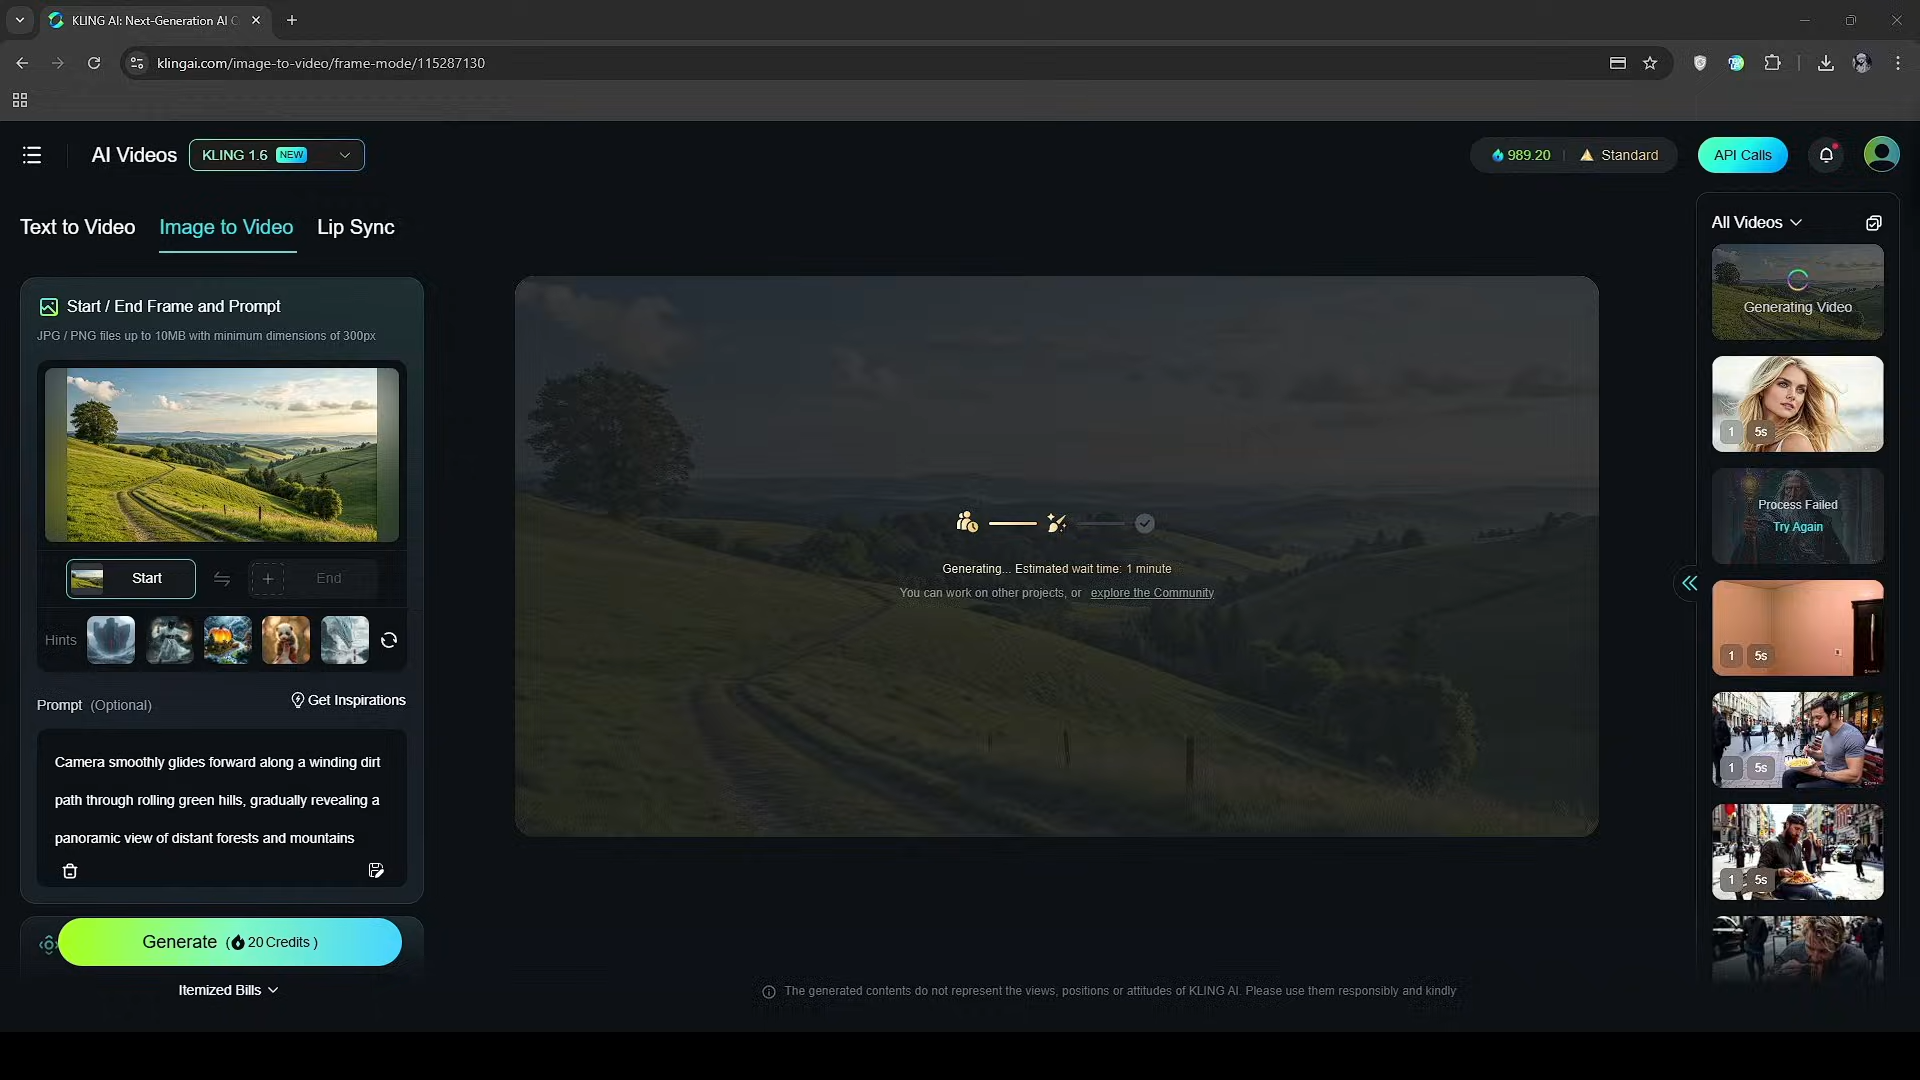 KLING AI: Next-Generation AI C
klingai.com/image-to-video/frame-mode/115287130
AI Videos
KLING 1.6 NEW
989.20
Standard
API Calls
Text to Video
Image to Video
Lip Sync
Start / End Frame and Prompt
JPG / PNG files up to 10MB with minimum dimensions of 300px
Start
End
Hints
Prompt (Optional)
Get Inspirations
Camera smoothly glides forward along a winding dirt
path through rolling green hills, gradually revealing a
panoramic view of distant forests and mountains
Generate ( 20 Credits )
Itemized Bills
Generating... Estimated wait time: 1 minute
You can work on other projects, or explore the Community
The generated contents do not represent the views, positions or attitudes of KLING AI. Please use them responsibly and kindly
All Videos
Generating Video
1 5s
Process Failed
Try Again
1 5s
1 5s
1 5s